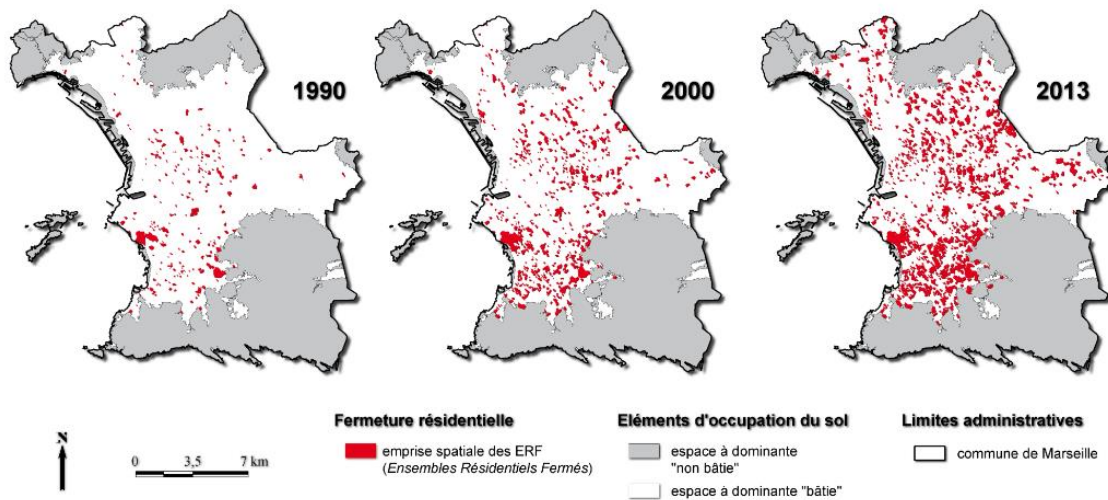 1990
2000
2013
N
0 3,5 7 km
Fermeture résidentielle
emprise spatiale des ERF
(Ensembles Résidentiels Fermés)
Eléments d'occupation du sol
espace à dominante
"non bâtie"
espace à dominante "bâtie"
Limites administratives
commune de Marseille